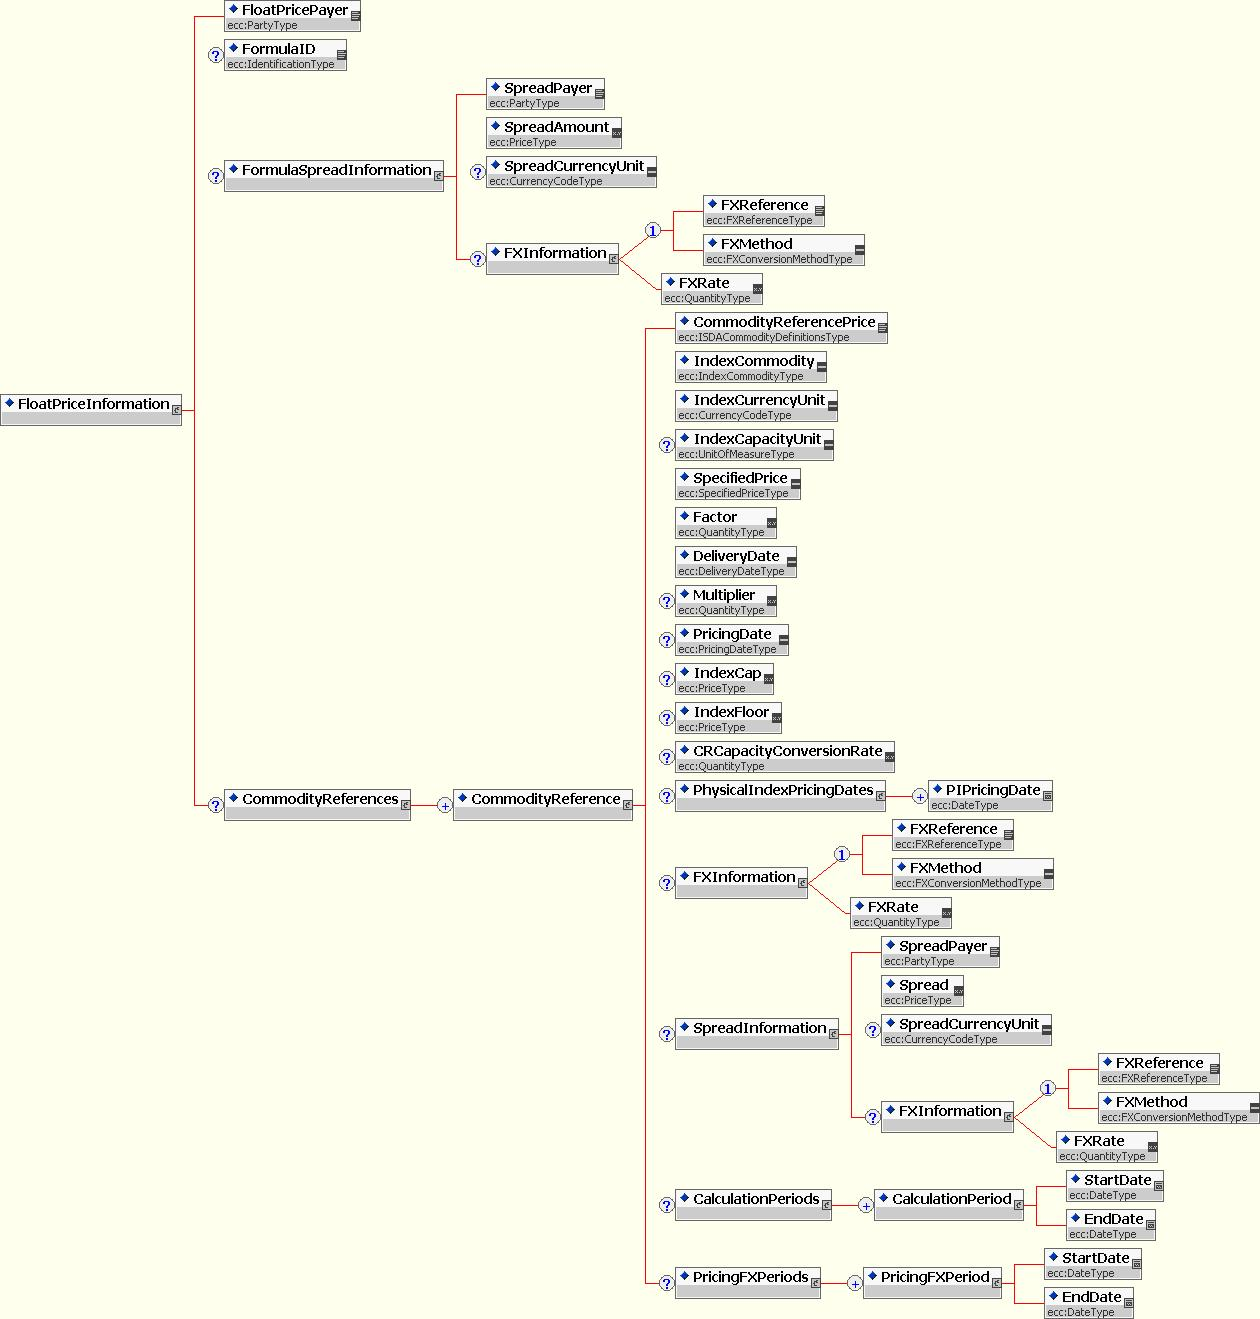 FloatPricePayer
ecc:PartyType
? FormulaID
ecc:IdentificationType
SpreadPayer
ecc:PartyType
SpreadAmount
ecc:PriceType
? FormulaSpreadInformation
? SpreadCurrencyUnit
ecc:CurrencyCodeType
FXReference
ecc:FXReferenceType
1
FXMethod
ecc:FXConversionMethodType
? FXInformation
FXRate
ecc:QuantityType
CommodityReferencePrice
ecc:ISDACommodityDefinitionsType
IndexCommodity
ecc:IndexCommodityType
FloatPriceInformation
IndexCurrencyUnit
ecc:CurrencyCodeType
? IndexCapacityUnit
ecc:UnitOfMeasureType
SpecifiedPrice
ecc:SpecifiedPriceType
Factor
ecc:QuantityType
DeliveryDate
ecc:DeliveryDateType
? Multiplier
ecc:QuantityType
? PricingDate
ecc:PricingDateType
? IndexCap
ecc:PriceType
? IndexFloor
ecc:PriceType
? CRCapacityConversionRate
ecc:QuantityType
? CommodityReferences + CommodityReference
? PhysicalIndexPricingDates + PIPricingDate
ecc:DateType
FXReference
ecc:FXReferenceType
1
FXMethod
ecc:FXConversionMethodType
? FXInformation
FXRate
ecc:QuantityType
SpreadPayer
ecc:PartyType
Spread
ecc:PriceType
? SpreadInformation
? SpreadCurrencyUnit
ecc:CurrencyCodeType
FXReference
ecc:FXReferenceType
1
FXMethod
ecc:FXConversionMethodType
? FXInformation
FXRate
ecc:QuantityType
? CalculationPeriods + CalculationPeriod
StartDate
ecc:DateType
EndDate
ecc:DateType
? PricingFXPeriods + PricingFXPeriod
StartDate
ecc:DateType
EndDate
ecc:DateType